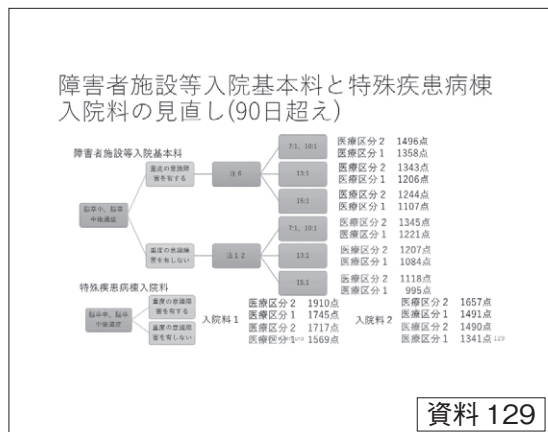 障害者施設等入院基本料と特殊疾患病棟
入院料の見直し(90日超え)
障害者施設等入院基本料
脳卒中、脳卒
中後遺症
重度の意識障
害を有する
注6
7:1、10:1
医療区分2 1496点
医療区分1 1358点
13:1
医療区分2 1343点
医療区分1 1206点
15:1
医療区分2 1244点
医療区分1 1107点
重度の意識障
害を有しない
注12
7:1、10:1
医療区分2 1345点
医療区分1 1221点
13:1
医療区分2 1207点
医療区分1 1084点
15:1
医療区分2 1118点
医療区分1 995点
特殊疾患病棟入院料
脳卒中、脳卒
中後遺症
重度の意識障
害を有する
重度の意識障
害を有しない
入院料1
医療区分2 1910点
医療区分1 1745点
医療区分2 1717点
医療区分1 1569点
入院料2
医療区分2 1657点
医療区分1 1491点
医療区分2 1490点
医療区分1 1341点
129
資料129